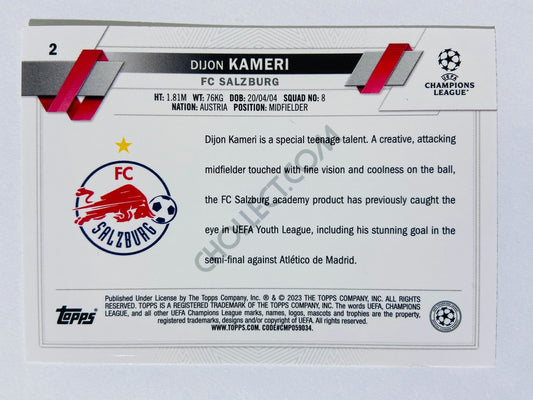 2
DIJON KAMERI
FC SALZBURG
HT: 1.81M WT: 76KG DOB: 20/04/04 SQUAD NO: 8
NATION: AUSTRIA POSITION: MIDFIELDER
UEFA
CHAMPIONS
LEAGUE™
FC
SALZBURG
Dijon Kameri is a special teenage talent. A creative, attacking
midfielder touched with fine vision and coolness on the ball,
the FC Salzburg academy product has previously caught the
eye in UEFA Youth League, including his stunning goal in the
semi-final against Atlético de Madrid.
CHOLLECT.COM
Topps
Published Under License by The Topps Company, Inc. ® & © 2023 THE TOPPS COMPANY, INC. ALL RIGHTS
RESERVED. TOPPS IS A REGISTERED TRADEMARK OF THE TOPPS COMPANY, INC. The words UEFA, CHAMPIONS
LEAGUE, and all other UEFA Champions League marks, names, logos, mascots and trophies are the property,
registered trademarks, designs and/or copyright of UEFA. All rights reserved.
WWW.TOPPS.COM. CODE#CMP059034.